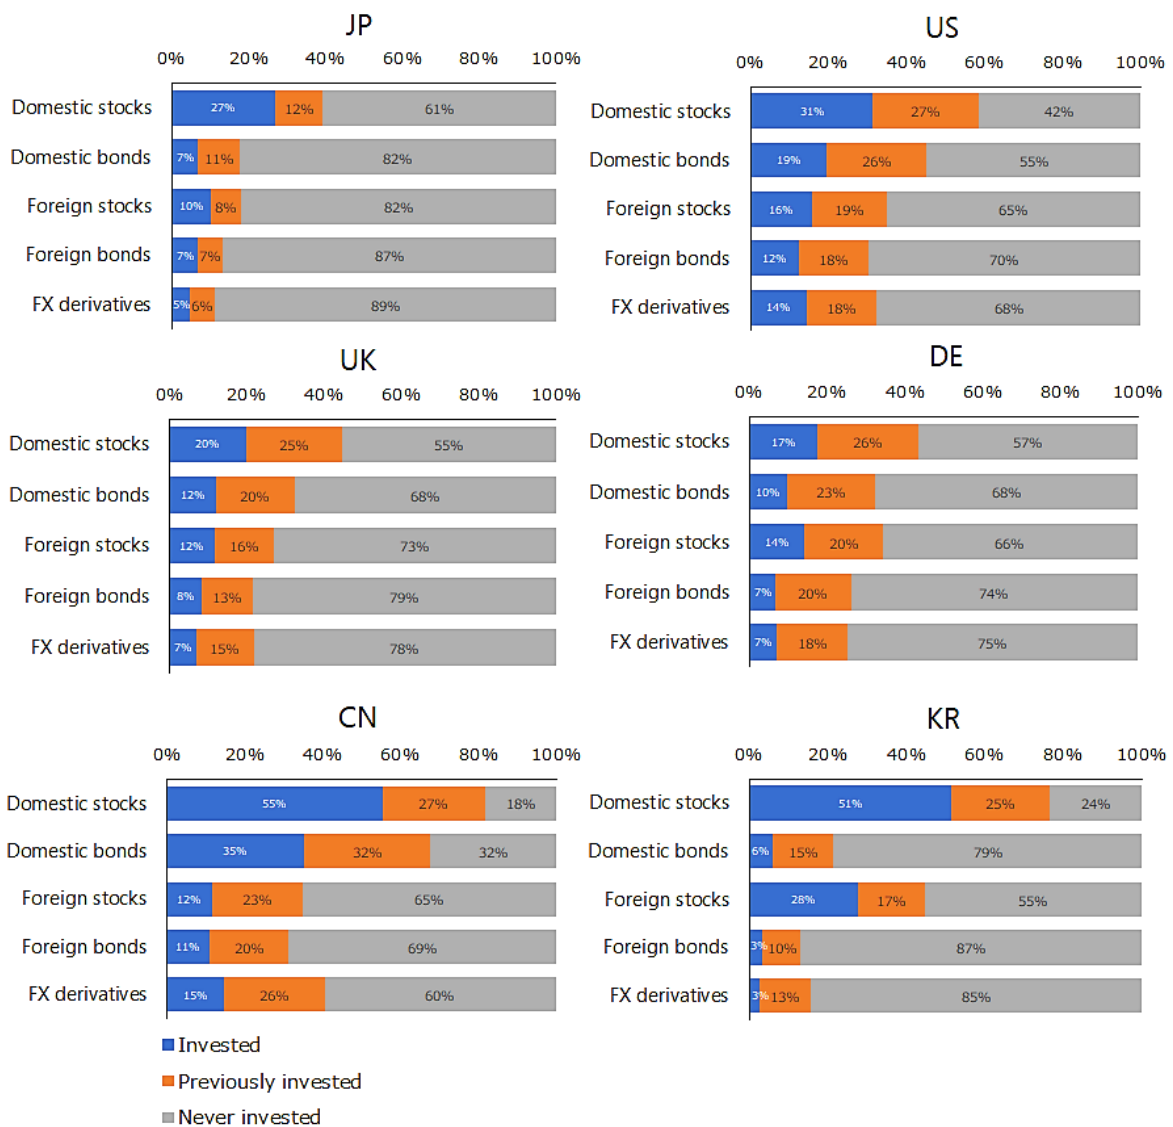 JP
0% 20% 40% 60% 80% 100%
Domestic stocks 27% 12% 61%
Domestic bonds 7% 11% 82%
Foreign stocks 10% 8% 82%
Foreign bonds 7% 7% 87%
FX derivatives 5% 6% 89%
US
0% 20% 40% 60% 80% 100%
Domestic stocks 31% 27% 42%
Domestic bonds 19% 26% 55%
Foreign stocks 16% 19% 65%
Foreign bonds 12% 18% 70%
FX derivatives 14% 18% 68%
UK
0% 20% 40% 60% 80% 100%
Domestic stocks 20% 25% 55%
Domestic bonds 12% 20% 68%
Foreign stocks 12% 16% 73%
Foreign bonds 8% 13% 79%
FX derivatives 7% 15% 78%
DE
0% 20% 40% 60% 80% 100%
Domestic stocks 17% 26% 57%
Domestic bonds 10% 23% 68%
Foreign stocks 14% 20% 66%
Foreign bonds 7% 20% 74%
FX derivatives 7% 18% 75%
CN
0% 20% 40% 60% 80% 100%
Domestic stocks 55% 27% 18%
Domestic bonds 35% 32% 32%
Foreign stocks 12% 23% 65%
Foreign bonds 11% 20% 69%
FX derivatives 15% 26% 60%
KR
0% 20% 40% 60% 80% 100%
Domestic stocks 51% 25% 24%
Domestic bonds 6% 15% 79%
Foreign stocks 28% 17% 55%
Foreign bonds 3% 10% 87%
FX derivatives 3% 13% 85%
Invested
Previously invested
Never invested